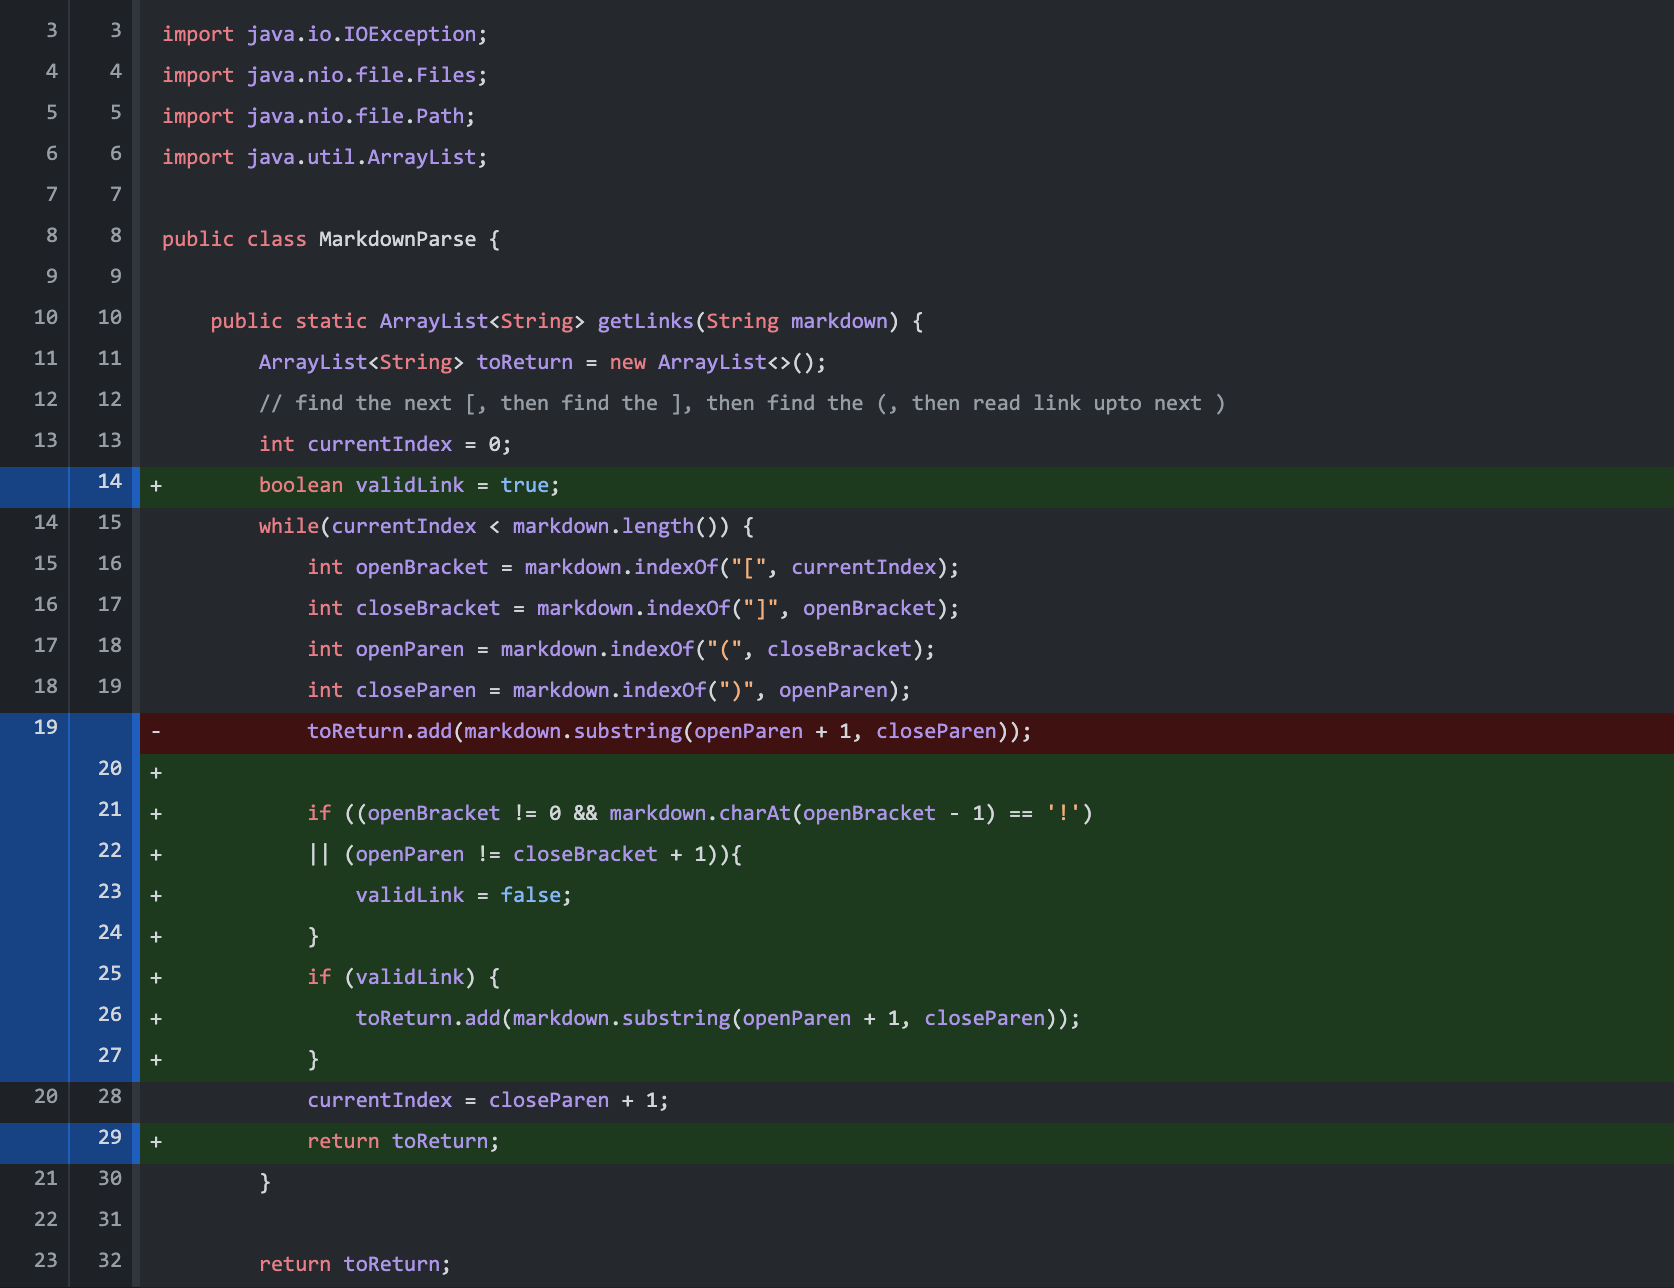 3 3 import java.io.IOException;
4 4 import java.nio.file.Files;
5 5 import java.nio.file.Path;
6 6 import java.util.ArrayList;
7 7
8 8 public class MarkdownParse {
9 9
10 10 public static ArrayList<String> getLinks(String markdown) {
11 11 ArrayList<String> toReturn = new ArrayList<>();
12 12 // find the next [, then find the ], then find the (, then read link upto next )
13 13 int currentIndex = 0;
14 + boolean validLink = true;
14 15 while(currentIndex < markdown.length()) {
15 16 int openBracket = markdown.indexOf("[", currentIndex);
16 17 int closeBracket = markdown.indexOf("]", openBracket);
17 18 int openParen = markdown.indexOf("(", closeBracket);
18 19 int closeParen = markdown.indexOf(")", openParen);
19 - toReturn.add(markdown.substring(openParen + 1, closeParen));
20 +
21 + if ((openBracket != 0 && markdown.charAt(openBracket - 1) == '!')
22 + || (openParen != closeBracket + 1)){
23 + validLink = false;
24 + }
25 + if (validLink) {
26 + toReturn.add(markdown.substring(openParen + 1, closeParen));
27 + }
20 28 currentIndex = closeParen + 1;
29 + return toReturn;
21 30 }
22 31
23 32 return toReturn;